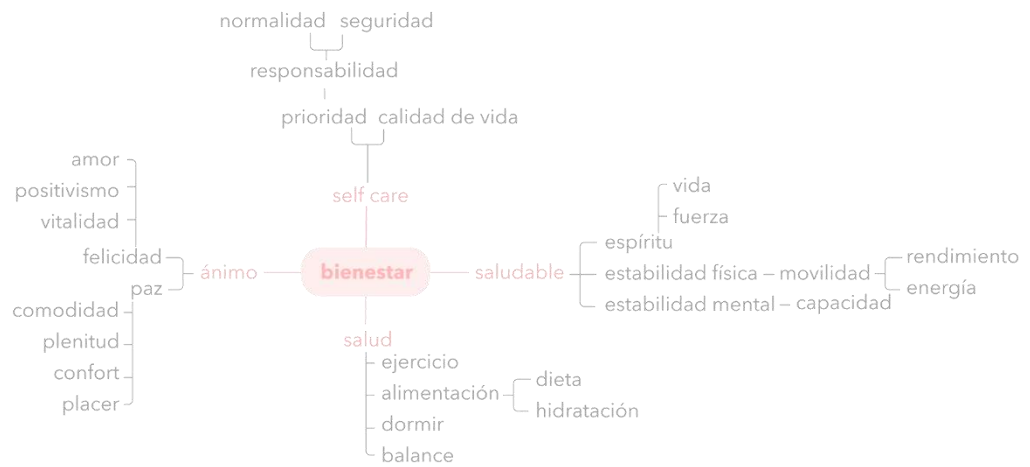 normalidad seguridad
responsabilidad
prioridad calidad de vida
self care
amor
positivismo
vitalidad
felicidad
paz
comodidad
plenitud
confort
placer
ánimo
bienestar
saludable
vida
fuerza
espíritu
estabilidad física
movilidad
rendimiento
energía
estabilidad mental
capacidad
salud
ejercicio
alimentación
dieta
hidratación
dormir
balance